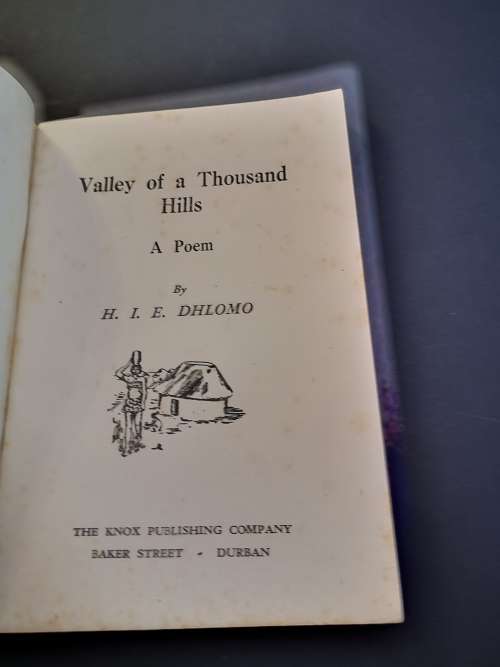 Valley of a Thousand
Hills
A Poem
By
H. I. E. DHLOMO
THE KNOX PUBLISHING COMPANY
BAKER STREET - DURBAN